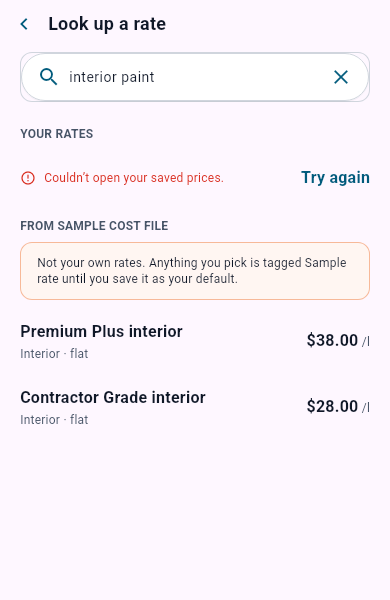 Look up a rate
interior paint
YOUR RATES
Couldn't open your saved prices.
Try again
FROM SAMPLE COST FILE
Not your own rates. Anything you pick is tagged Sample
rate until you save it as your default.
Premium Plus interior
$38.00 /l
Interior · flat
Contractor Grade interior
$28.00 /l
Interior · flat